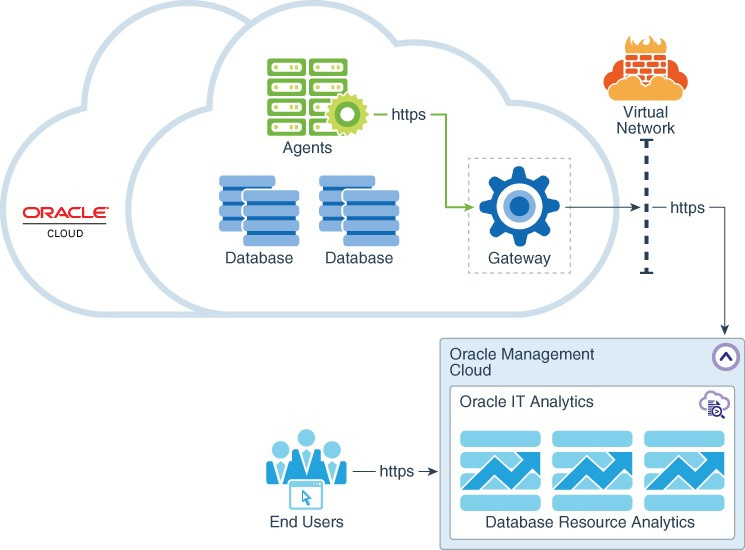 https
Agents
Virtual
Network
ORACLE
CLOUD
https
Database
Database
Gateway
Oracle Management
Cloud
Oracle IT Analytics
https
End Users
Database Resource Analytics